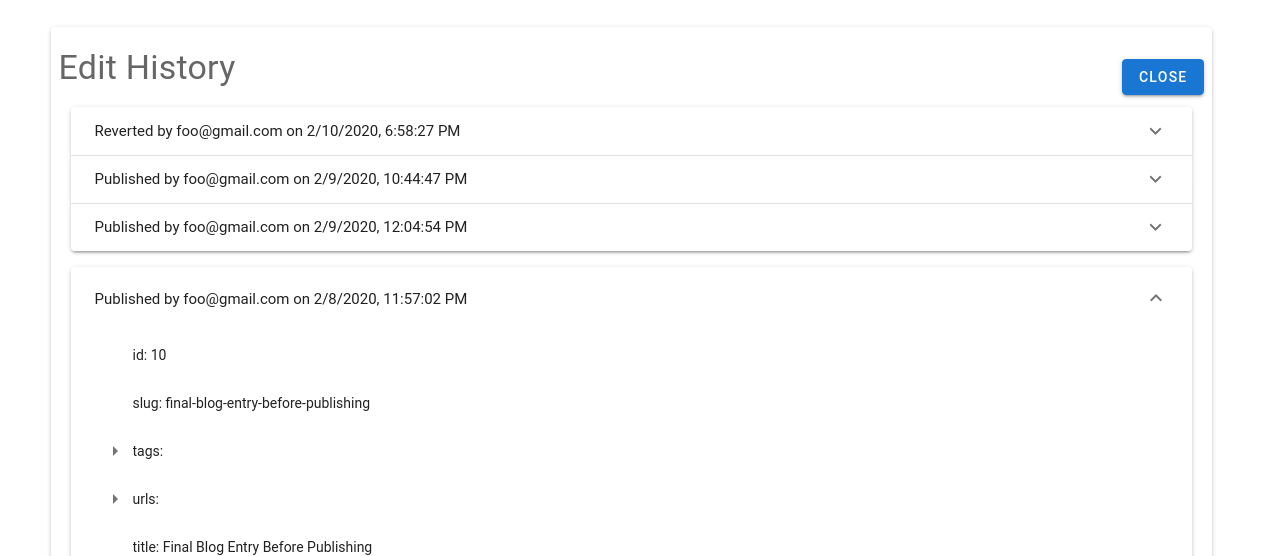 Edit History
CLOSE
Reverted by foo@gmail.com on 2/10/2020, 6:58:27 PM
Published by foo@gmail.com on 2/9/2020, 10:44:47 PM
Published by foo@gmail.com on 2/9/2020, 12:04:54 PM
Published by foo@gmail.com on 2/8/2020, 11:57:02 PM
id: 10
slug: final-blog-entry-before-publishing
tags:
urls:
title: Final Blog Entry Before Publishing